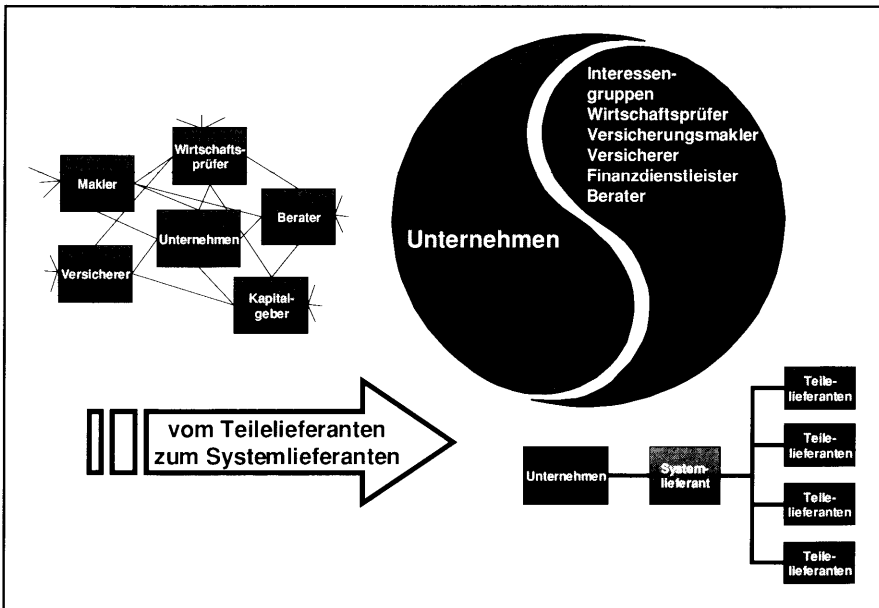 Wirtschafts-
prüfer
Makler
Berater
Unternehmen
Versicherer
Kapital-
geber
Interessen-
gruppen
Wirtschaftsprüfer
Versicherungsmakler
Versicherer
Finanzdienstleister
Berater
Unternehmen
vom Teilelieferanten
zum Systemlieferanten
Unternehmen
System-
lieferant
Teile-
lieferanten
Teile-
lieferanten
Teile-
lieferanten
Teile-
lieferanten